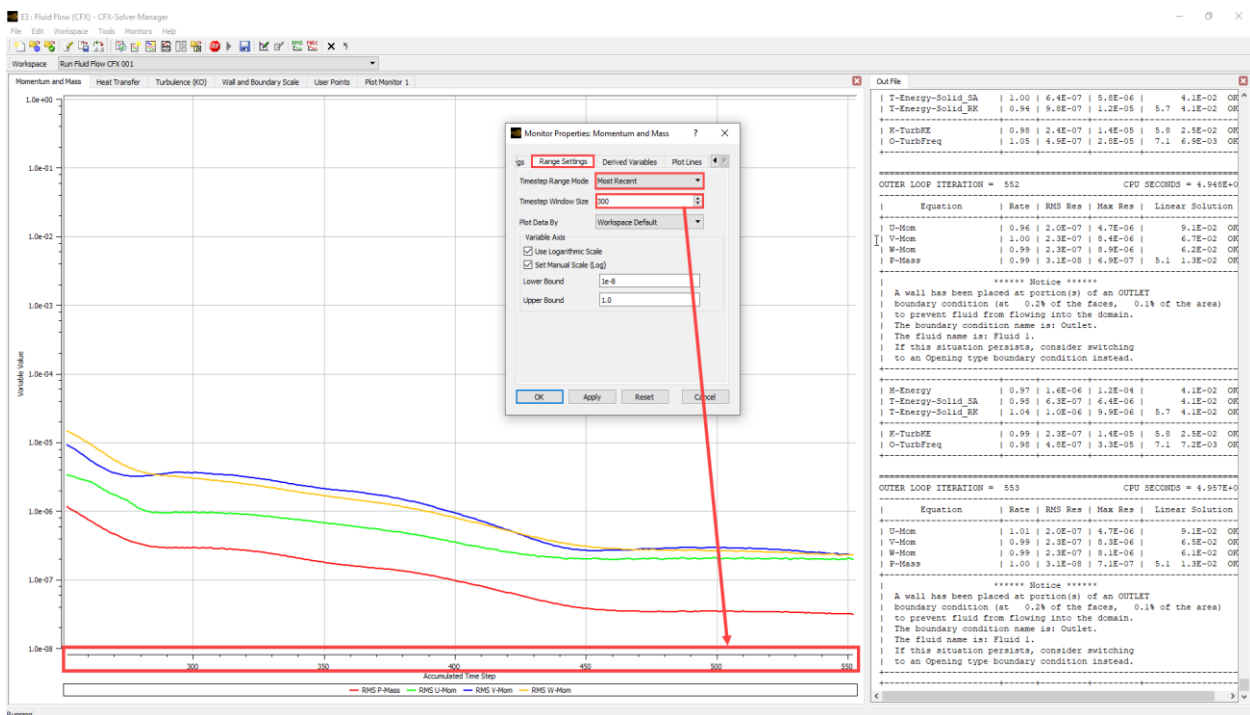 E3 : Fluid Flow (CFX) - CFX-Solver Manager
File Edit Workspace Tools Monitors Help
Workspace Run Fluid Flow CFX 001
Momentum and Mass Heat Transfer Turbulence (KO) Wall and Boundary Scale User Points Plot Monitor 1
1.0e+00
1.0e-01
1.0e-02
1.0e-03
1.0e-04
1.0e-05
1.0e-06
1.0e-07
1.0e-08
Variable Value
300 350 400 450 500 550
Accumulated Time Step
RMS P-Mass RMS U-Mom RMS V-Mom RMS W-Mom
Monitor Properties: Momentum and Mass ? X
gs Range Settings Derived Variables Plot Lines
Timestep Range Mode Most Recent
Timestep Window Size 300
Plot Data By Workspace Default
Variable Axis
Use Logarithmic Scale
Set Manual Scale (Log)
Lower Bound 1e-8
Upper Bound 1.0
OK Apply Reset Cancel
Out File
| T-Energy-Solid_SA | 1.00 | 6.4E-07 | 5.8E-06 | 4.1E-02 OK
| T-Energy-Solid_RK | 0.94 | 9.8E-07 | 1.2E-05 | 5.7 4.1E-02 OK
| K-TurbKE | 0.98 | 2.4E-07 | 1.4E-05 | 5.8 2.5E-02 OK
| O-TurbFreq | 1.05 | 4.9E-07 | 2.8E-05 | 7.1 6.9E-03 OK
OUTER LOOP ITERATION = 552 CPU SECONDS = 4.948E+0
| Equation | Rate | RMS Res | Max Res | Linear Solution
| U-Mom | 0.96 | 2.0E-07 | 4.7E-06 | 9.1E-02 OK
| V-Mom | 1.00 | 2.3E-07 | 8.4E-06 | 6.7E-02 OK
| W-Mom | 0.99 | 2.3E-07 | 8.9E-06 | 6.2E-02 OK
| P-Mass | 0.99 | 3.1E-08 | 6.9E-07 | 5.1 1.3E-02 OK
| ****** Notice ******
| A wall has been placed at portion(s) of an OUTLET
| boundary condition (at 0.2% of the faces, 0.1% of the area)
| to prevent fluid from flowing into the domain.
| The boundary condition name is: Outlet.
| The fluid name is: Fluid 1.
| If this situation persists, consider switching
| to an Opening type boundary condition instead.
| H-Energy | 0.97 | 1.6E-06 | 1.2E-04 | 4.1E-02 OK
| T-Energy-Solid_SA | 0.98 | 6.3E-07 | 6.4E-06 | 4.1E-02 OK
| T-Energy-Solid_RK | 1.04 | 1.0E-06 | 9.9E-06 | 5.7 4.1E-02 OK
| K-TurbKE | 0.99 | 2.3E-07 | 1.4E-05 | 5.8 2.5E-02 OK
| O-TurbFreq | 0.98 | 4.8E-07 | 3.3E-05 | 7.1 7.2E-03 OK
OUTER LOOP ITERATION = 553 CPU SECONDS = 4.957E+0
| Equation | Rate | RMS Res | Max Res | Linear Solution
| U-Mom | 1.01 | 2.0E-07 | 4.7E-06 | 9.1E-02 OK
| V-Mom | 0.99 | 2.3E-07 | 8.3E-06 | 6.5E-02 OK
| W-Mom | 0.99 | 2.3E-07 | 8.1E-06 | 6.1E-02 OK
| P-Mass | 1.00 | 3.1E-08 | 7.1E-07 | 5.1 1.3E-02 OK
| ****** Notice ******
| A wall has been placed at portion(s) of an OUTLET
| boundary condition (at 0.2% of the faces, 0.1% of the area)
| to prevent fluid from flowing into the domain.
| The boundary condition name is: Outlet.
| The fluid name is: Fluid 1.
| If this situation persists, consider switching
| to an Opening type boundary condition instead.
Running